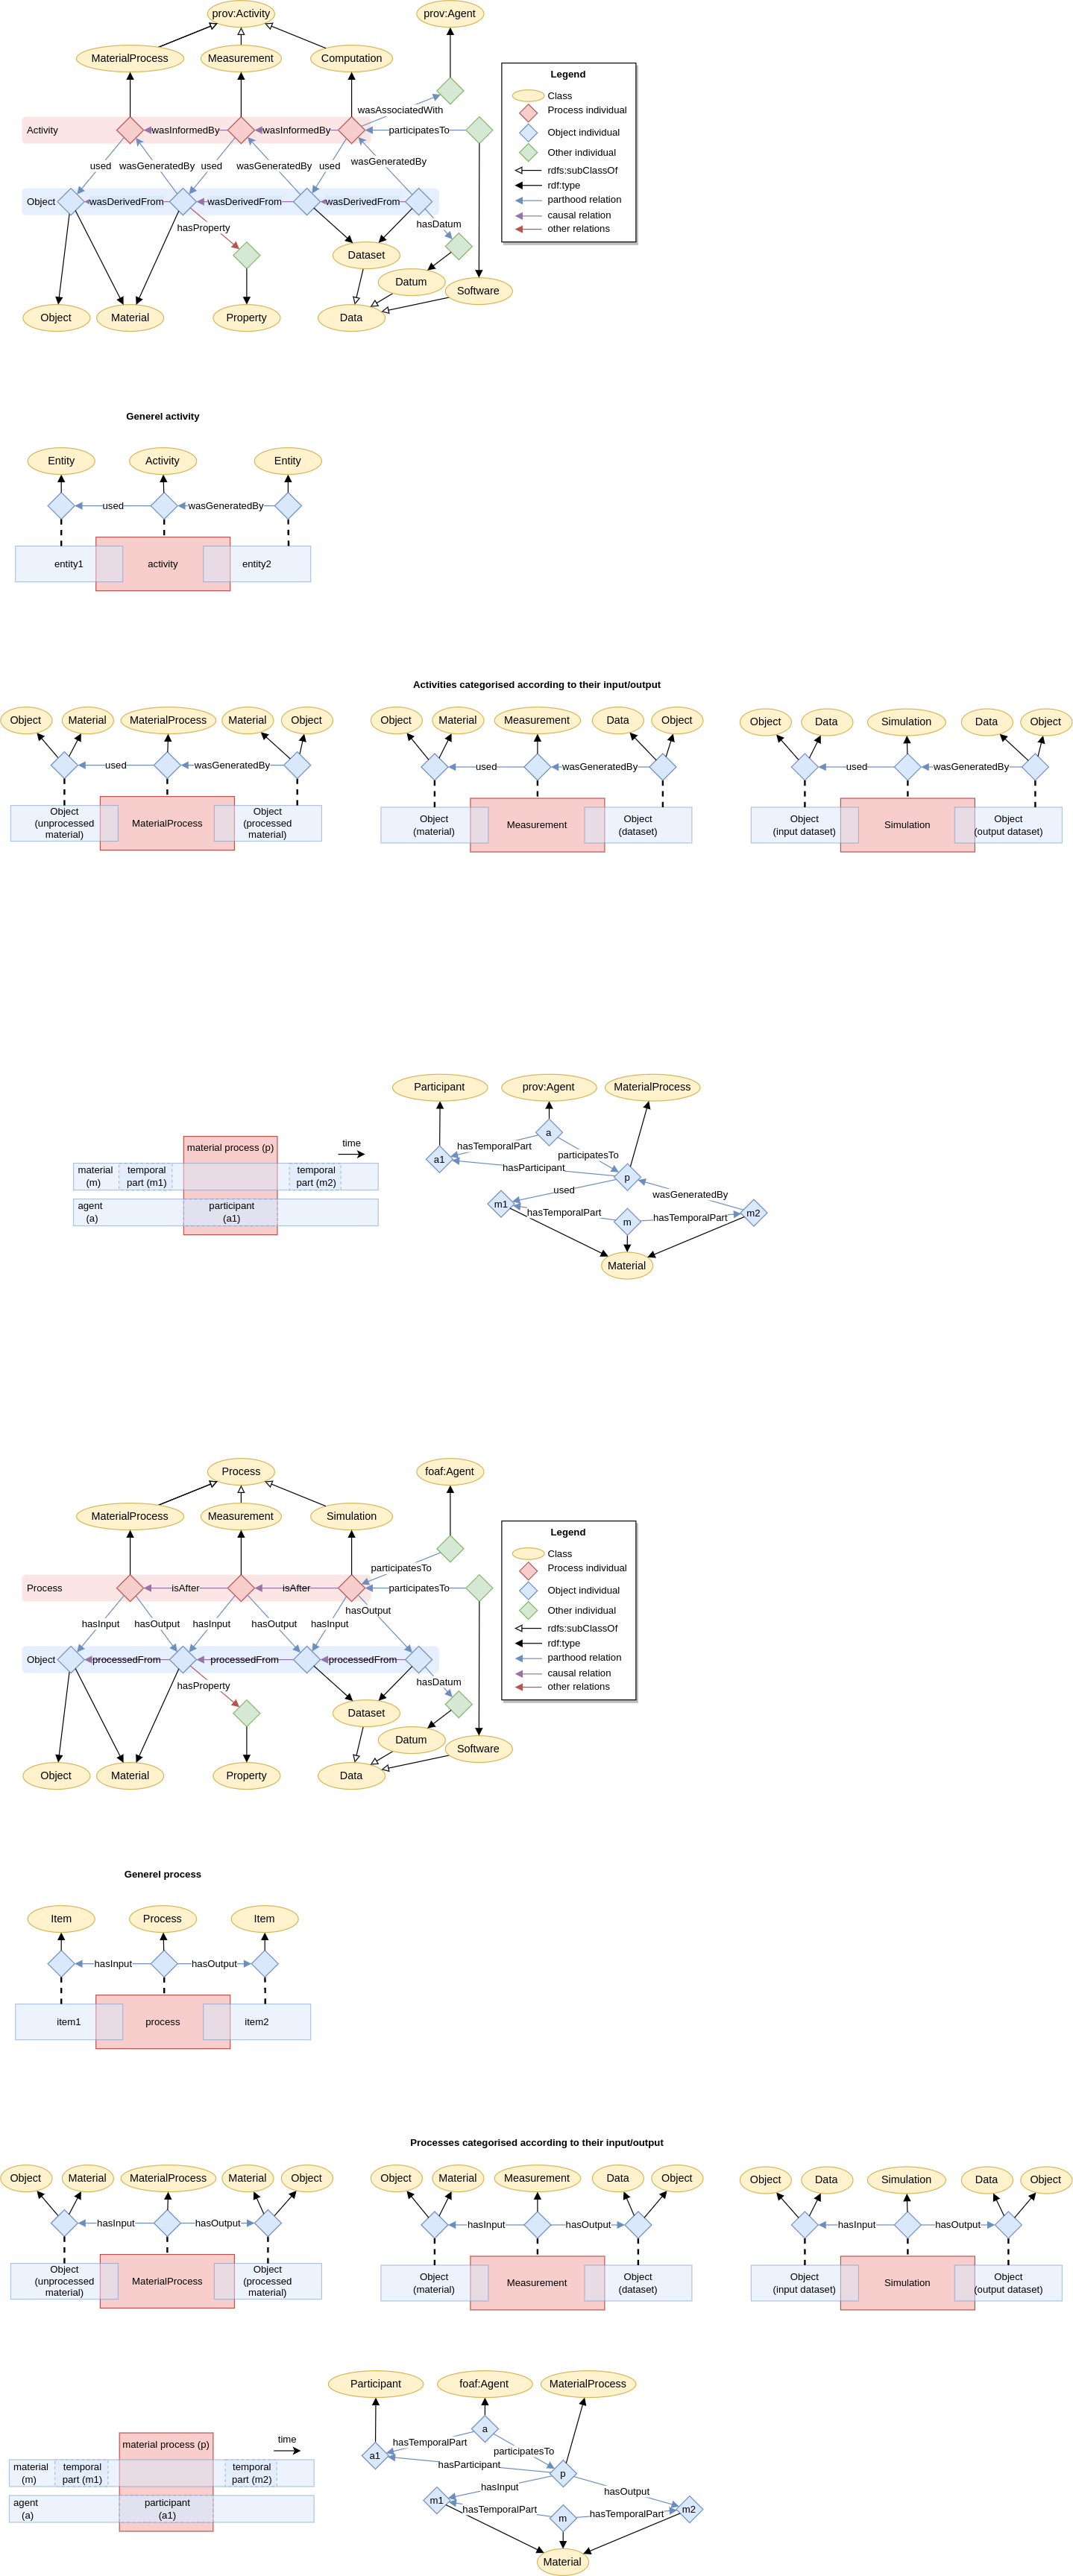 prov:Activity
prov:Agent
MaterialProcess
Measurement
Computation
Legend
Class
Process individual
Object individual
Other individual
rdfs:subClassOf
rdf:type
parthood relation
causal relation
other relations
wasAssociatedWith
Activity
wasInformedBy
wasInformedBy
participatesTo
used
wasGeneratedBy
used
wasGeneratedBy
used
wasGeneratedBy
Object
wasDerivedFrom
wasDerivedFrom
wasDerivedFrom
hasProperty
hasDatum
Dataset
Datum
Software
Object
Material
Property
Data
Generel activity
Entity
Activity
Entity
used
wasGeneratedBy
entity1
activity
entity2
Activities categorised according to their input/output
Object
Material
MaterialProcess
Material
Object
used
wasGeneratedBy
Object
(unprocessed
material)
MaterialProcess
Object
(processed
material)
Object
Material
Measurement
Data
Object
used
wasGeneratedBy
Object
(material)
Measurement
Object
(dataset)
Object
Data
Simulation
Data
Object
used
wasGeneratedBy
Object
(input dataset)
Simulation
Object
(output dataset)
material process (p)
time
material
(m)
temporal
part (m1)
temporal
part (m2)
agent
(a)
participant
(a1)
Participant
prov:Agent
MaterialProcess
a
hasTemporalPart
participatesTo
a1
hasParticipant
p
used
wasGeneratedBy
m1
hasTemporalPart
m
hasTemporalPart
m2
Material
Process
foaf:Agent
MaterialProcess
Measurement
Simulation
Legend
Class
Process individual
Object individual
Other individual
rdfs:subClassOf
rdf:type
parthood relation
causal relation
other relations
participatesTo
Process
isAfter
isAfter
participatesTo
hasInput
hasOutput
hasInput
hasOutput
hasInput
hasOutput
Object
processedFrom
processedFrom
processedFrom
hasProperty
hasDatum
Dataset
Datum
Software
Object
Material
Property
Data
Generel process
Item
Process
Item
hasInput
hasOutput
item1
process
item2
Processes categorised according to their input/output
Object
Material
MaterialProcess
Material
Object
hasInput
hasOutput
Object
(unprocessed
material)
MaterialProcess
Object
(processed
material)
Object
Material
Measurement
Data
Object
hasInput
hasOutput
Object
(material)
Measurement
Object
(dataset)
Object
Data
Simulation
Data
Object
hasInput
hasOutput
Object
(input dataset)
Simulation
Object
(output dataset)
material process (p)
time
material
(m)
temporal
part (m1)
temporal
part (m2)
agent
(a)
participant
(a1)
Participant
foaf:Agent
MaterialProcess
a
hasTemporalPart
participatesTo
a1
hasParticipant
p
hasInput
hasOutput
m1
hasTemporalPart
m
hasTemporalPart
m2
Material